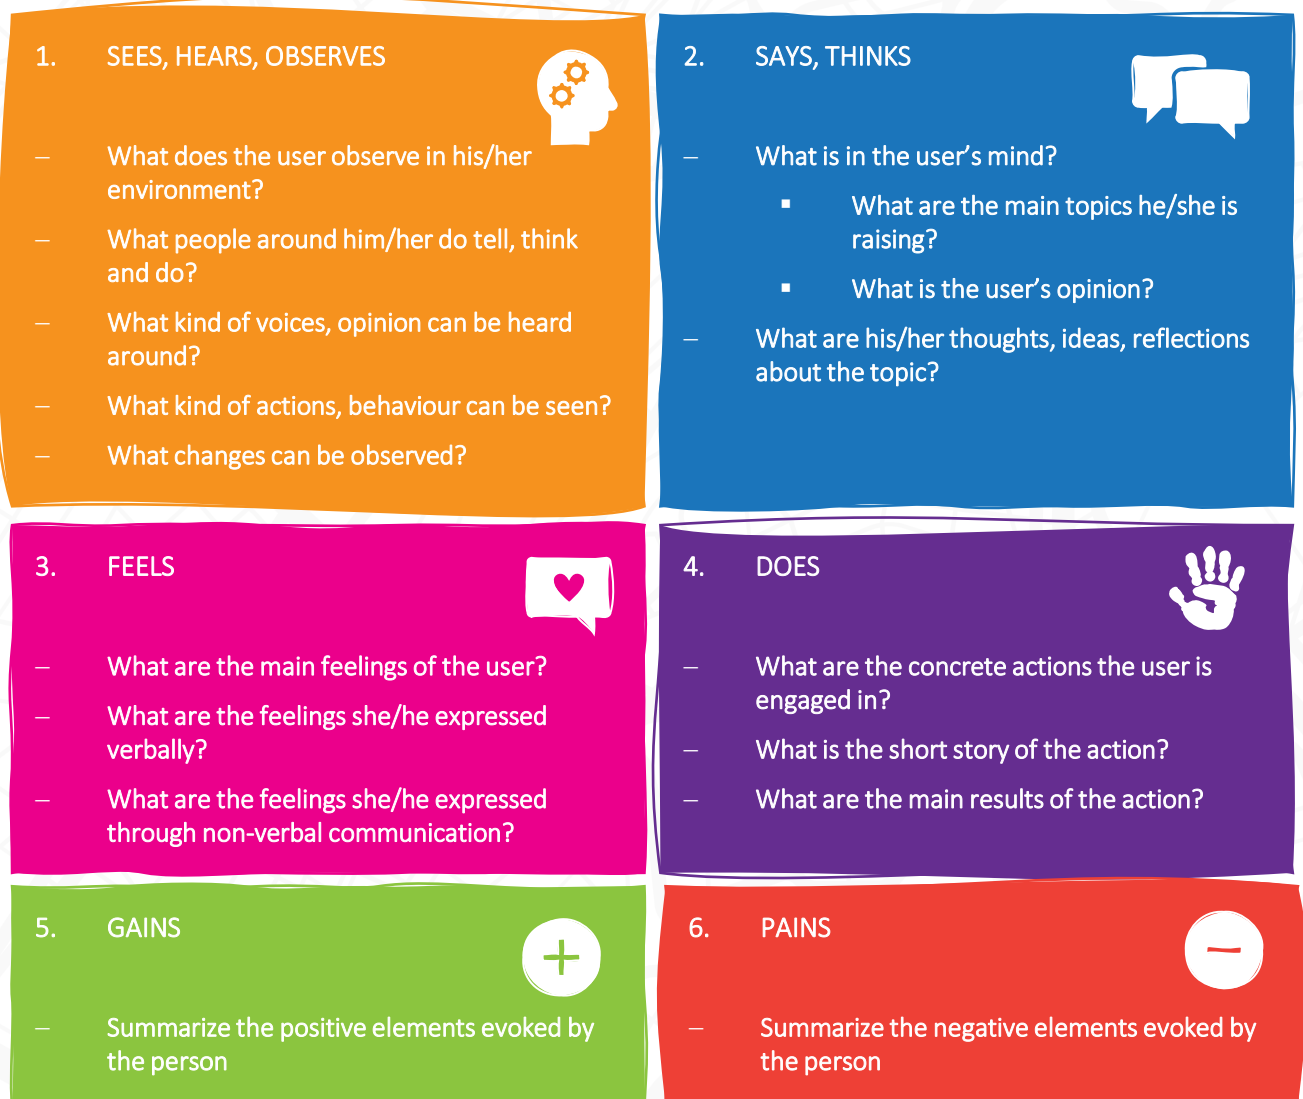 1. SEES, HEARS, OBSERVES
– What does the user observe in his/her
environment?
– What people around him/her do tell, think
and do?
– What kind of voices, opinion can be heard
around?
– What kind of actions, behaviour can be seen?
– What changes can be observed?
2. SAYS, THINKS
– What is in the user’s mind?
▪ What are the main topics he/she is
raising?
▪ What is the user’s opinion?
– What are his/her thoughts, ideas, reflections
about the topic?
3. FEELS
– What are the main feelings of the user?
– What are the feelings she/he expressed
verbally?
– What are the feelings she/he expressed
through non-verbal communication?
4. DOES
– What are the concrete actions the user is
engaged in?
– What is the short story of the action?
– What are the main results of the action?
5. GAINS
– Summarize the positive elements evoked by
the person
6. PAINS
– Summarize the negative elements evoked by
the person